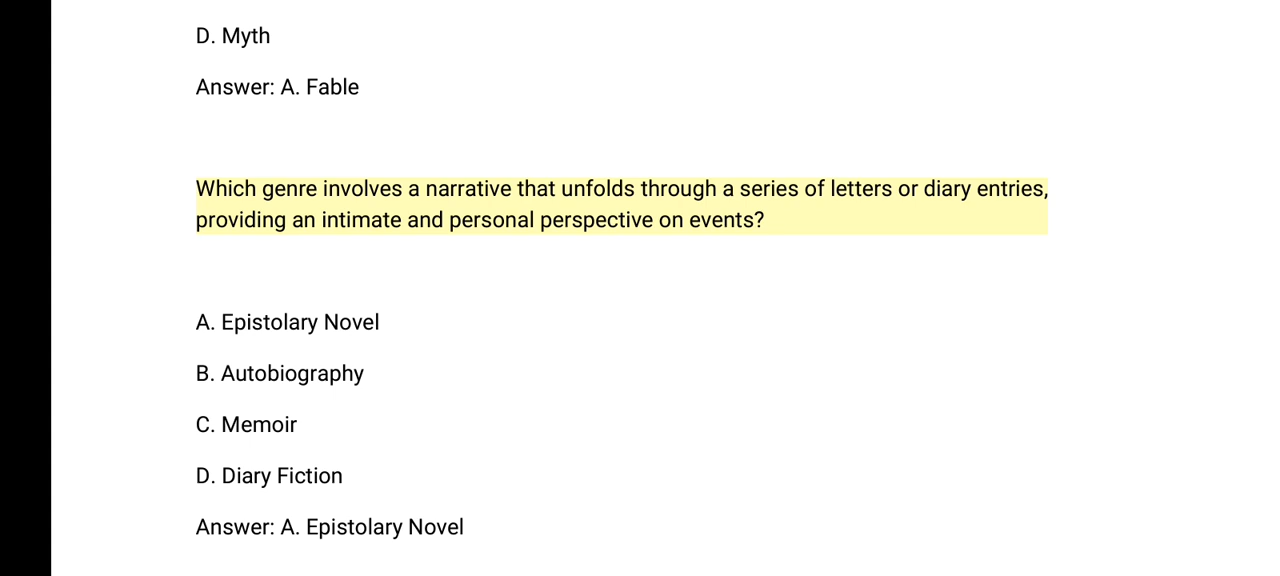 D. Myth
Answer: A. Fable
Which genre involves a narrative that unfolds through a series of letters or diary entries,
providing an intimate and personal perspective on events?
A. Epistolary Novel
B. Autobiography
C. Memoir
D. Diary Fiction
Answer: A. Epistolary Novel